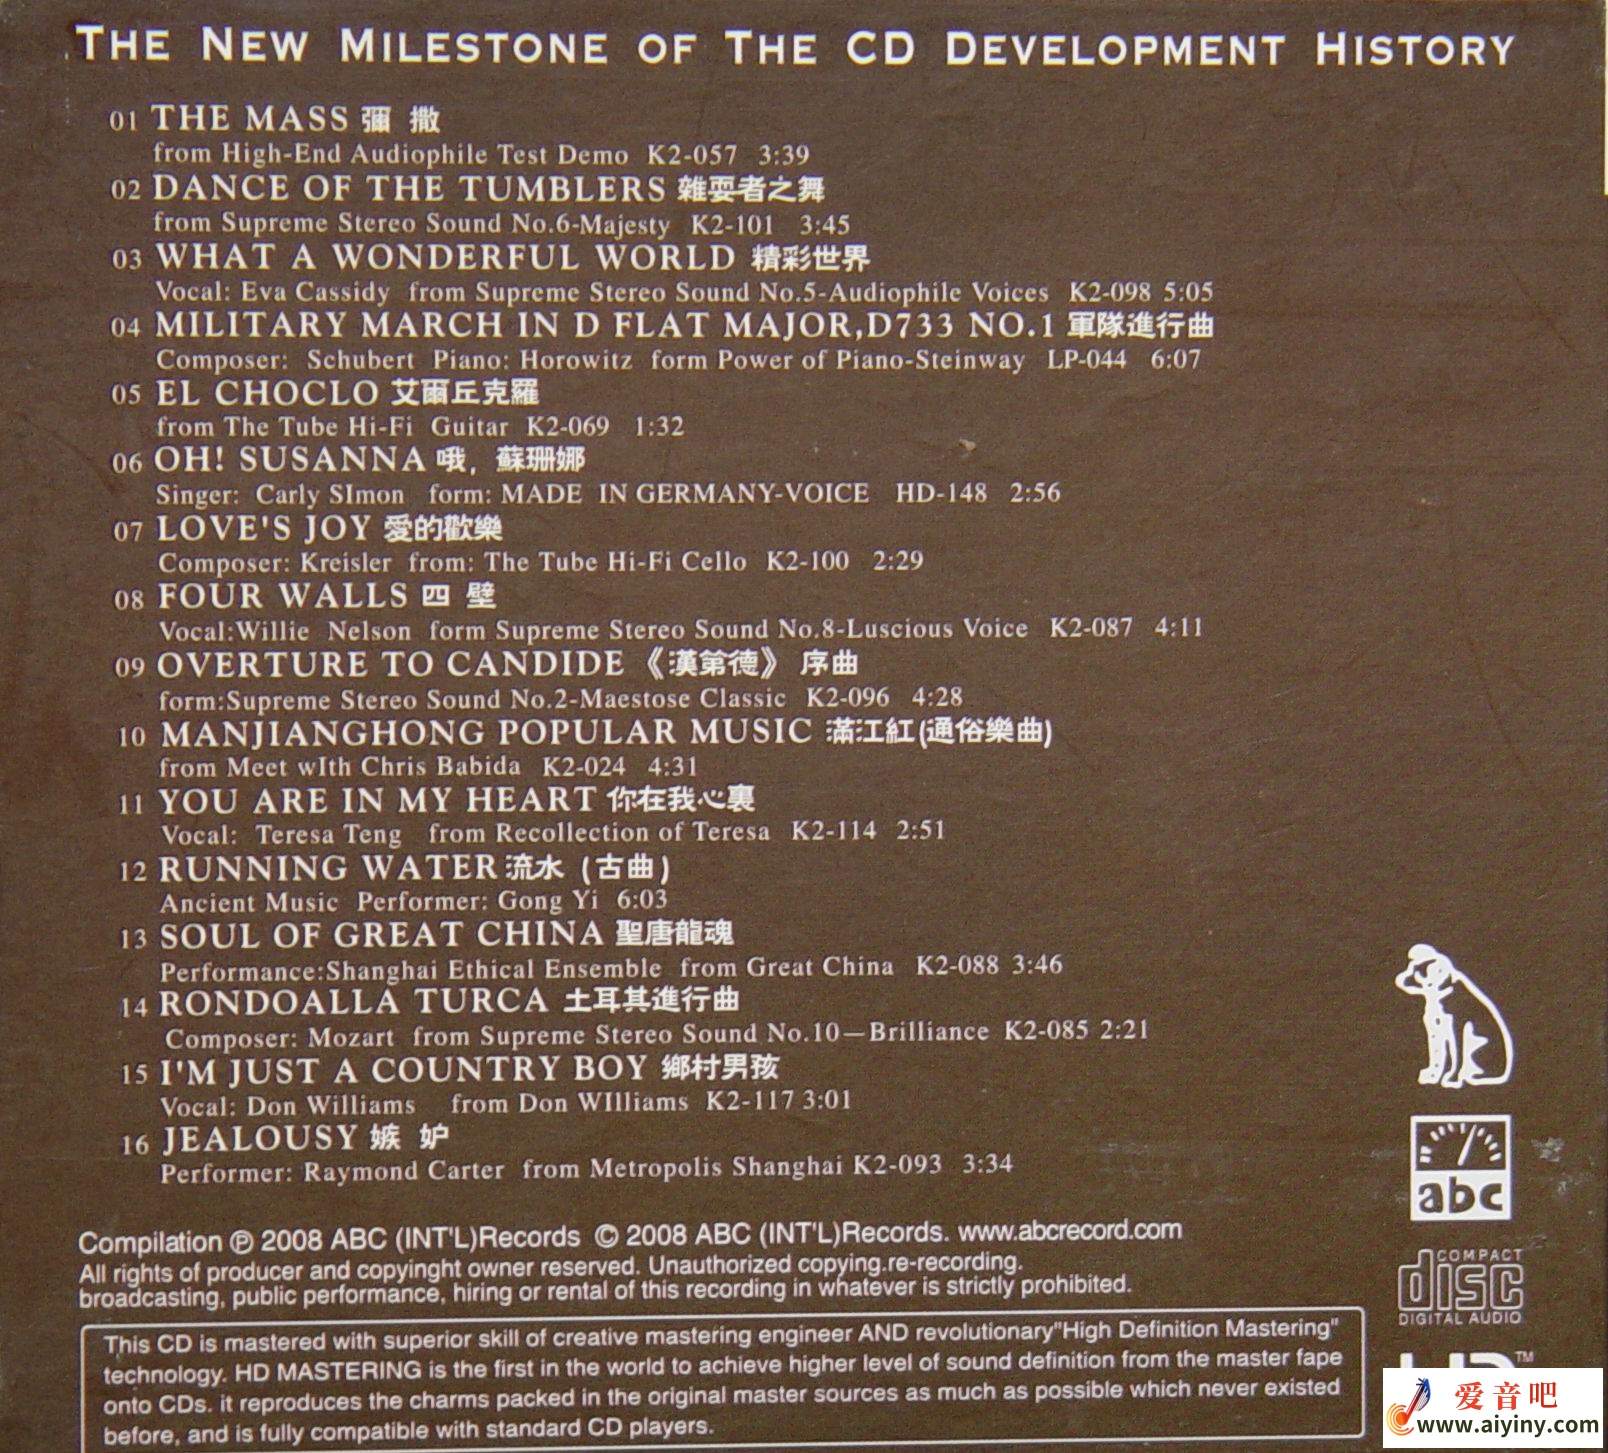 THE NEW MILESTONE OF THE CD DEVELOPMENT HISTORY
01 THE MASS 彌 撒
from High-End Audiophile Test Demo K2-057 3:39
02 DANCE OF THE TUMBLERS 雜耍者之舞
from Supreme Stereo Sound No.6-Majesty K2-101 3:45
03 WHAT A WONDERFUL WORLD 精彩世界
Vocal: Eva Cassidy from Supreme Stereo Sound No.5-Audiophile Voices K2-098 5:05
04 MILITARY MARCH IN D FLAT MAJOR,D733 NO.1 軍隊進行曲
Composer: Schubert Piano: Horowitz form Power of Piano-Steinway LP-044 6:07
05 EL CHOCLO 艾爾丘克羅
from The Tube Hi-Fi Guitar K2-069 1:32
06 OH! SUSANNA 哦，蘇珊娜
Singer: Carly SImon form: MADE IN GERMANY-VOICE HD-148 2:56
07 LOVE'S JOY 愛的歡樂
Composer: Kreisler from: The Tube Hi-Fi Cello K2-100 2:29
08 FOUR WALLS 四 壁
Vocal:Willie Nelson form Supreme Stereo Sound No.8-Luscious Voice K2-087 4:11
09 OVERTURE TO CANDIDE 《漢第德》 序曲
form:Supreme Stereo Sound No.2-Maestose Classic K2-096 4:28
10 MANJIANGHONG POPULAR MUSIC 滿江紅(通俗樂曲)
from Meet wIth Chris Babida K2-024 4:31
11 YOU ARE IN MY HEART 你在我心裏
Vocal: Teresa Teng from Recollection of Teresa K2-114 2:51
12 RUNNING WATER 流水 (古曲)
Ancient Music Performer: Gong Yi 6:03
13 SOUL OF GREAT CHINA 聖唐龍魂
Performance:Shanghai Ethical Ensemble from Great China K2-088 3:46
14 RONDOALLA TURCA 土耳其進行曲
Composer: Mozart from Supreme Stereo Sound No.10—Brilliance K2-085 2:21
15 I'M JUST A COUNTRY BOY 鄉村男孩
Vocal: Don Williams from Don WIlliams K2-117 3:01
16 JEALOUSY 嫉 妒
Performer: Raymond Carter from Metropolis Shanghai K2-093 3:34
abc
Compilation ℗ 2008 ABC (INT'L)Records © 2008 ABC (INT'L)Records. www.abcrecord.com
All rights of producer and copyinght owner reserved. Unauthorized copying.re-recording.
broadcasting, public performance, hiring or rental of this recording in whatever is strictly prohibited.
COMPACT
disc
DIGITAL AUDIO
This CD is mastered with superior skill of creative mastering engineer AND revolutionary"High Definition Mastering"
technology. HD MASTERING is the first in the world to achieve higher level of sound definition from the master fape
onto CDs. it reproduces the charms packed in the original master sources as much as possible which never existed
before, and is fully compatible with standard CD players.
TM
爱音吧
www.aiyiny.com